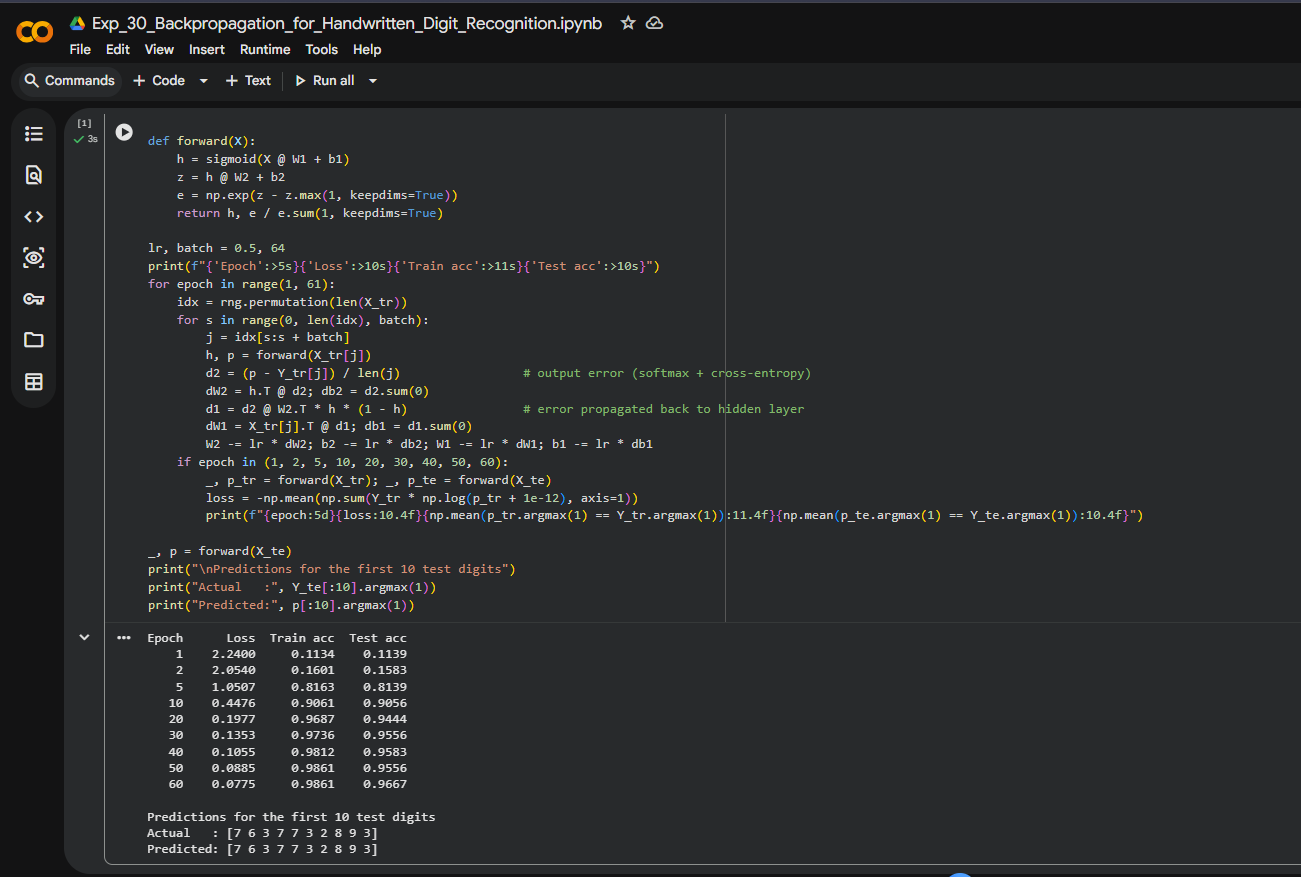 Exp_30_Backpropagation_for_Handwritten_Digit_Recognition.ipynb
File Edit View Insert Runtime Tools Help
Commands + Code + Text Run all
[1]
3s
def forward(X):
    h = sigmoid(X @ W1 + b1)
    z = h @ W2 + b2
    e = np.exp(z - z.max(1, keepdims=True))
    return h, e / e.sum(1, keepdims=True)
lr, batch = 0.5, 64
print(f"{'Epoch':>5s}{'Loss':>10s}{'Train acc':>11s}{'Test acc':>10s}")
for epoch in range(1, 61):
    idx = rng.permutation(len(X_tr))
    for s in range(0, len(idx), batch):
        j = idx[s:s + batch]
        h, p = forward(X_tr[j])
        d2 = (p - Y_tr[j]) / len(j)                 # output error (softmax + cross-entropy)
        dW2 = h.T @ d2; db2 = d2.sum(0)
        d1 = d2 @ W2.T * h * (1 - h)                # error propagated back to hidden layer
        dW1 = X_tr[j].T @ d1; db1 = d1.sum(0)
        W2 -= lr * dW2; b2 -= lr * db2; W1 -= lr * dW1; b1 -= lr * db1
    if epoch in (1, 2, 5, 10, 20, 30, 40, 50, 60):
        _, p_tr = forward(X_tr); _, p_te = forward(X_te)
        loss = -np.mean(np.sum(Y_tr * np.log(p_tr + 1e-12), axis=1))
        print(f"{epoch:5d}{loss:10.4f}{np.mean(p_tr.argmax(1) == Y_tr.argmax(1)):11.4f}{np.mean(p_te.argmax(1) == Y_te.argmax(1)):10.4f}")
_, p = forward(X_te)
print("\nPredictions for the first 10 test digits")
print("Actual   :", Y_te[:10].argmax(1))
print("Predicted:", p[:10].argmax(1))
Epoch      Loss  Train acc  Test acc
    1    2.2400     0.1134    0.1139
    2    2.0540     0.1601    0.1583
    5    1.0507     0.8163    0.8139
   10    0.4476     0.9061    0.9056
   20    0.1977     0.9687    0.9444
   30    0.1353     0.9736    0.9556
   40    0.1055     0.9812    0.9583
   50    0.0885     0.9861    0.9556
   60    0.0775     0.9861    0.9667
Predictions for the first 10 test digits
Actual   : [7 6 3 7 7 3 2 8 9 3]
Predicted: [7 6 3 7 7 3 2 8 9 3]